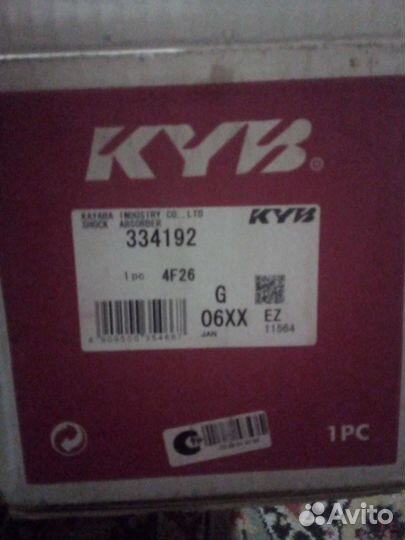 KYB®
KAYABA INDUSTRY CO.,LTD
SHOCK ABSORBER
KYB
334192
1pc 4F26
G
06XX EZ
11564
JAN
1PC
Avito